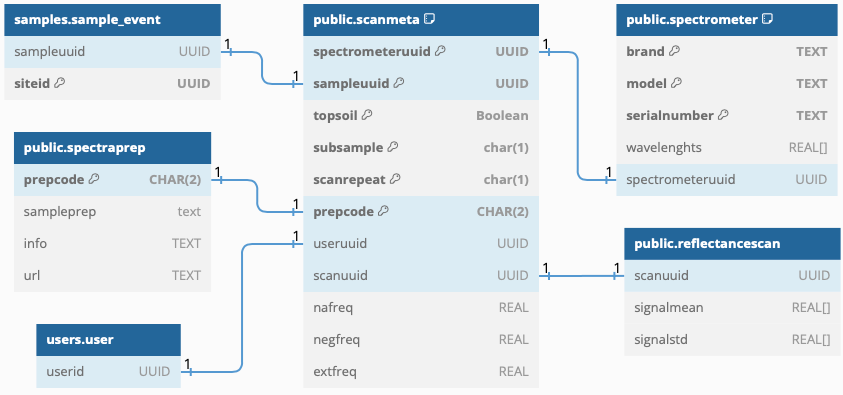 samples.sample_event
sampleuuid UUID
siteid UUID
public.spectraprep
prepcode CHAR(2)
sampleprep text
info TEXT
url TEXT
users.user
userid UUID
public.scanmeta
spectrometeruuid UUID
sampleuuid UUID
topsoil Boolean
subsample char(1)
scanrepeat char(1)
prepcode CHAR(2)
useruuid UUID
scanuuid UUID
nafreq REAL
negfreq REAL
extfreq REAL
public.spectrometer
brand TEXT
model TEXT
serialnumber TEXT
wavelenghts REAL[]
spectrometeruuid UUID
public.reflectancescan
scanuuid UUID
signalmean REAL[]
signalstd REAL[]
1
1
1
1
1
1
1
1
1
1